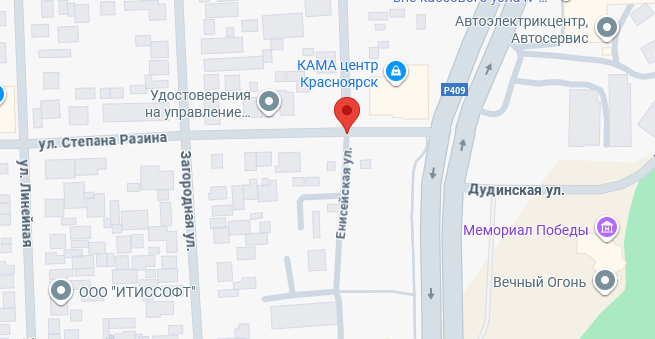 Автоэлектрикцентр,
Автосервис
КАМА центр
Красноярск
Р409
Удостоверения
на управление...
ул. Степана Разина
ул. Линейная
Загородная ул.
Енисейская ул.
Дудинская ул.
Мемориал Победы
Вечный Огонь
ООО "ИТИССОФТ"